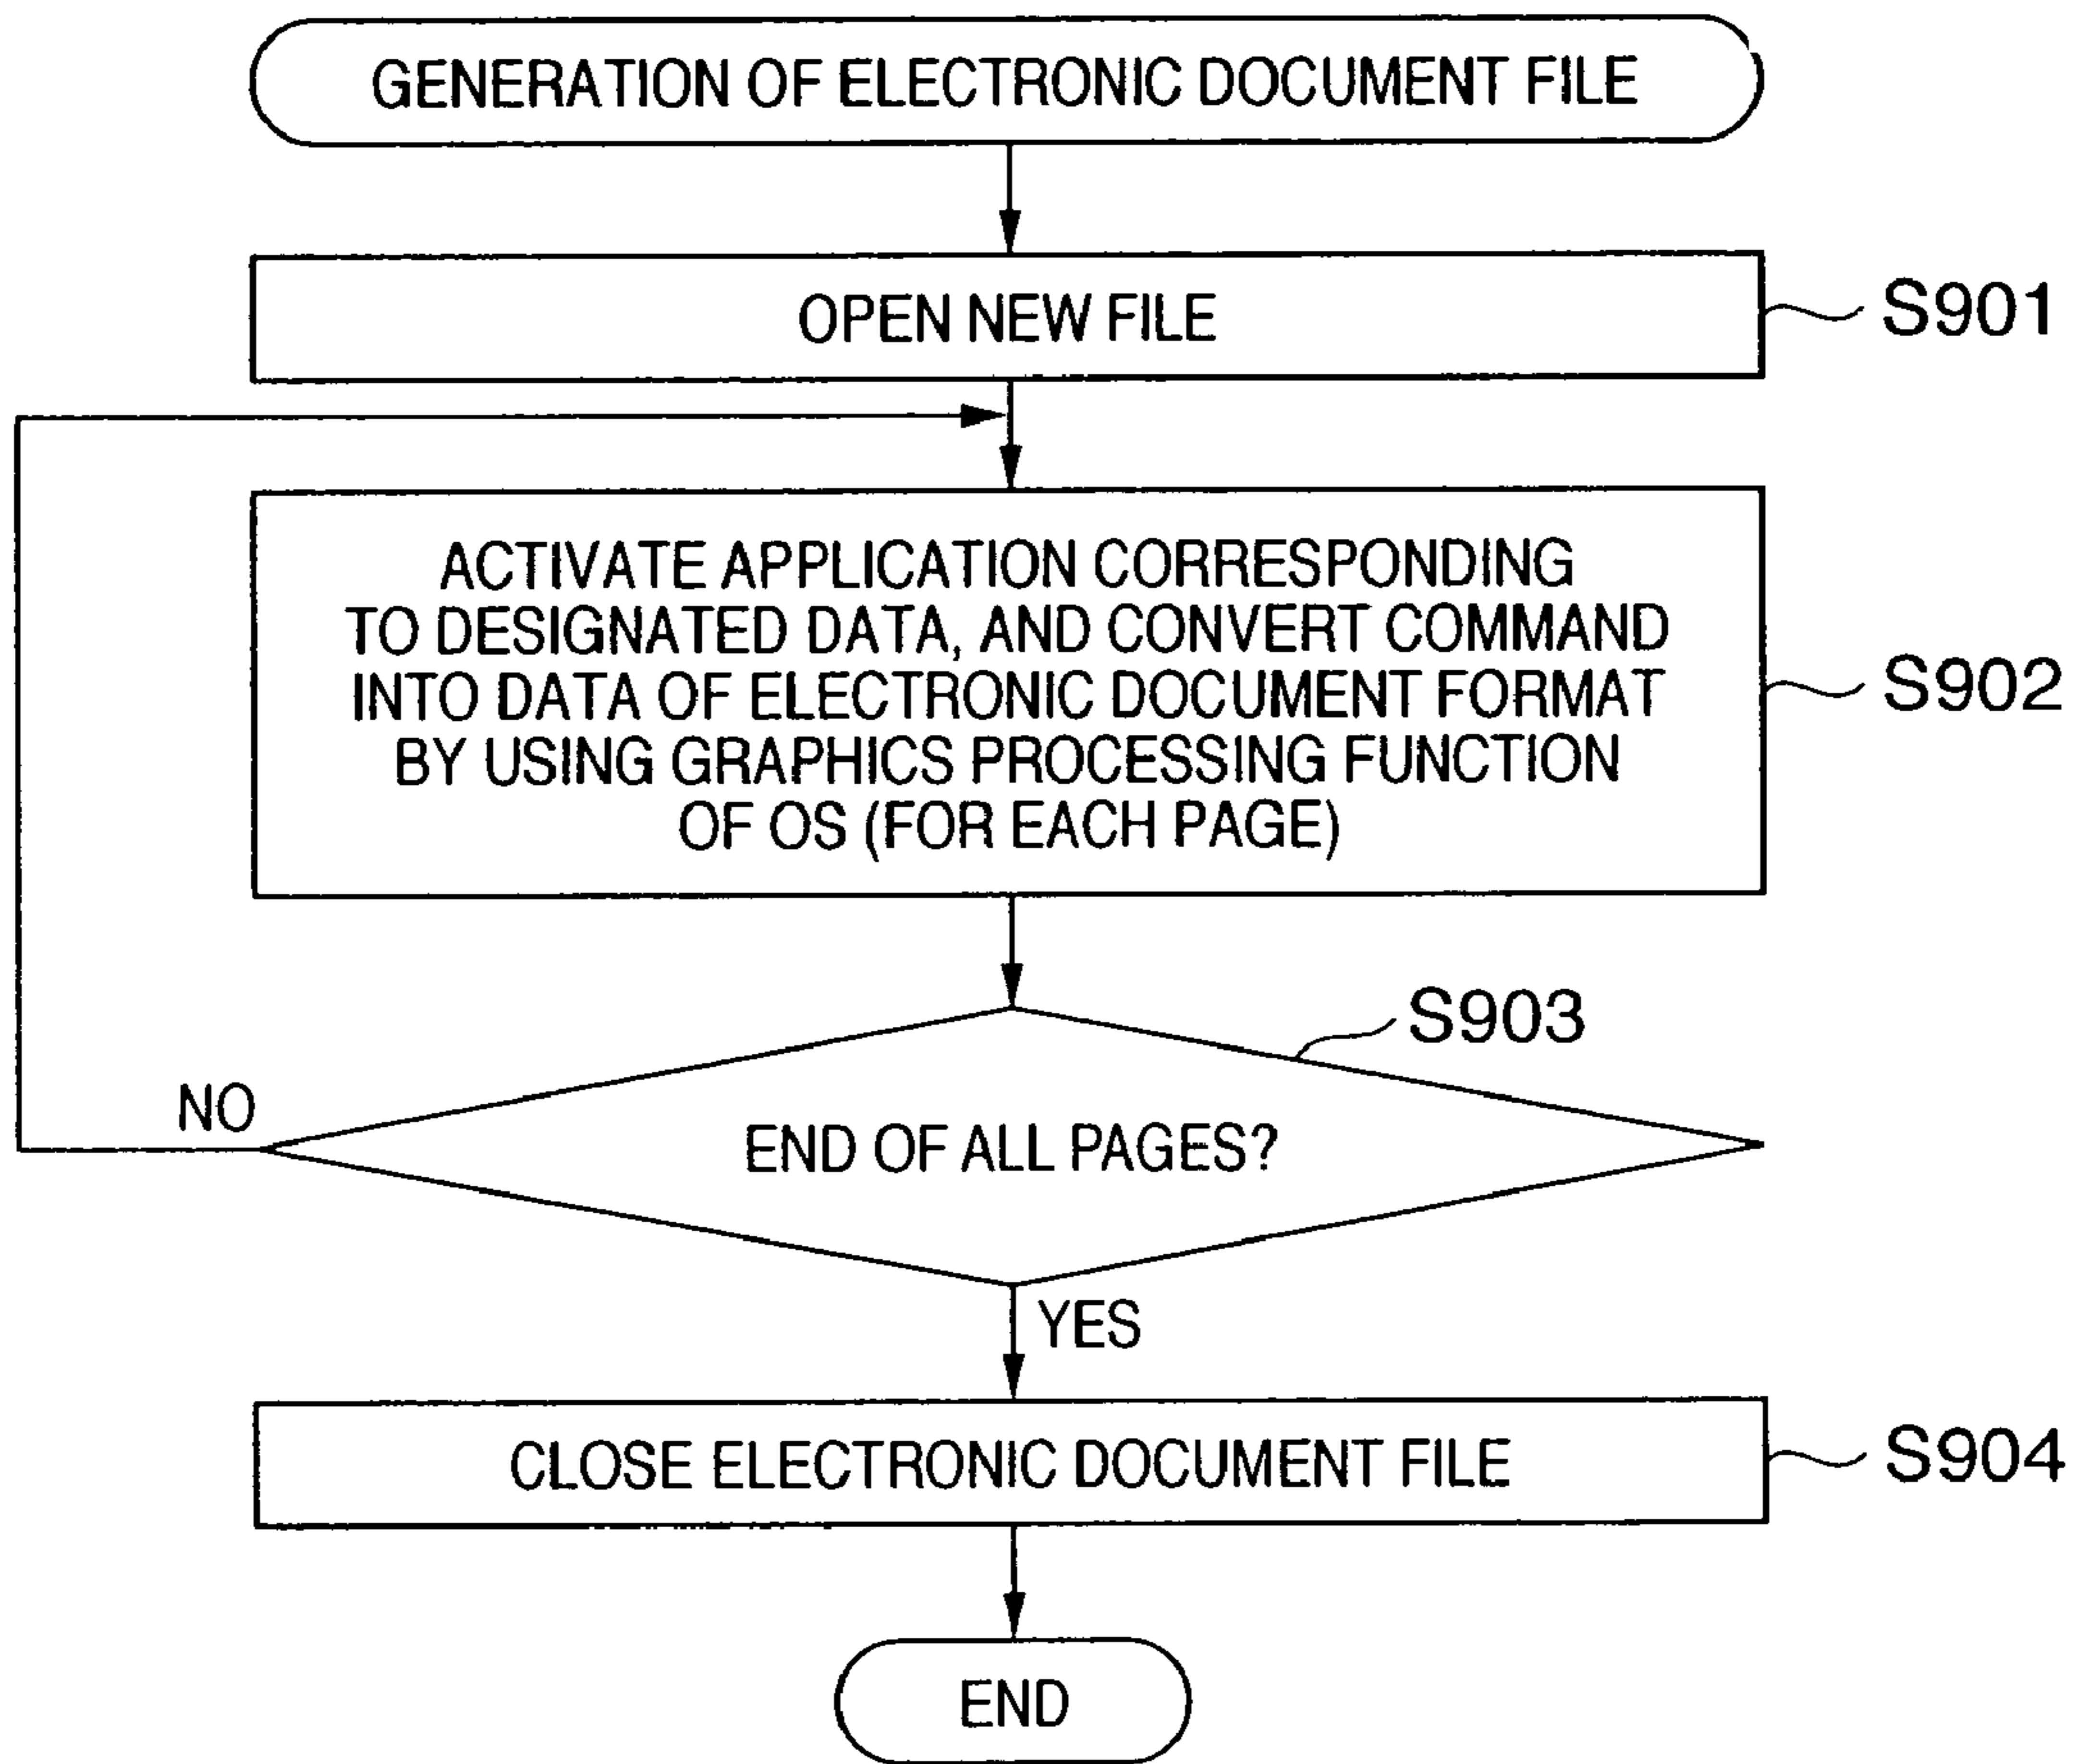 GENERATION OF ELECTRONIC DOCUMENT FILE
OPEN NEW FILE
S901
ACTIVATE APPLICATION CORRESPONDING
TO DESIGNATED DATA, AND CONVERT COMMAND
INTO DATA OF ELECTRONIC DOCUMENT FORMAT
BY USING GRAPHICS PROCESSING FUNCTION
OF OS (FOR EACH PAGE)
S902
S903
NO
END OF ALL PAGES?
YES
CLOSE ELECTRONIC DOCUMENT FILE
S904
END